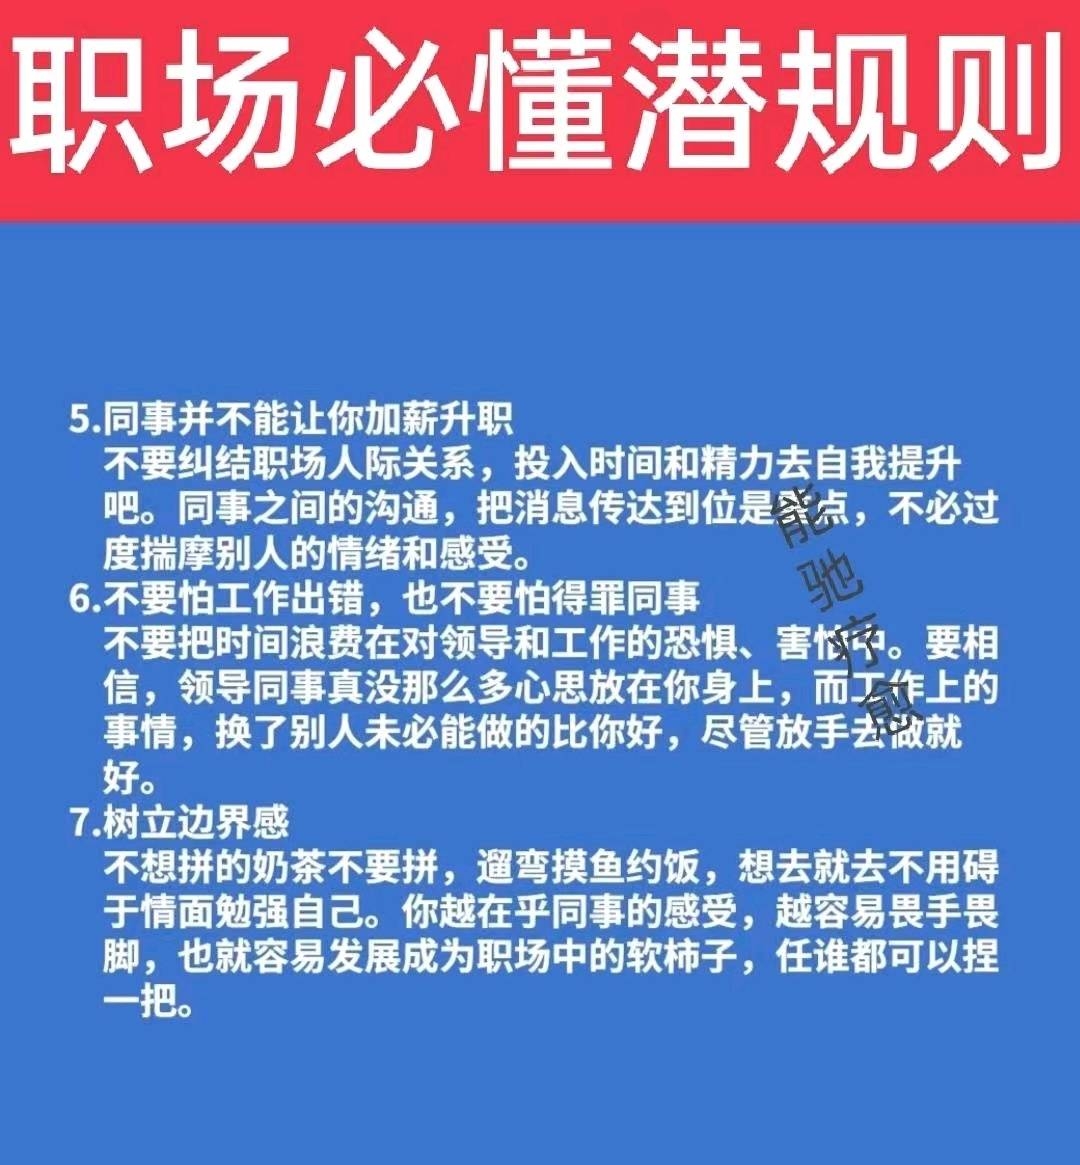 职场必懂潜规则
5.同事并不能让你加薪升职
不要纠结职场人际关系，投入时间和精力去自我提升
吧。同事之间的沟通，把消息传达到位是点，不必过
度揣摩别人的情绪和感受。
6.不要怕工作出错，也不要怕得罪同事
不要把时间浪费在对领导和工作的恐惧、害怕中。要相
信，领导同事真没那么多心思放在你身上，而工作上的
事情，换了别人未必能做的比你好，尽管放手去做就
好。
7.树立边界感
不想拼的奶茶不要拼，遛弯摸鱼约饭，想去就去不用碍
于情面勉强自己。你越在乎同事的感受，越容易畏手畏
脚，也就容易发展成为职场中的软柿子，任谁都可以捏
一把。
能驰疗愈